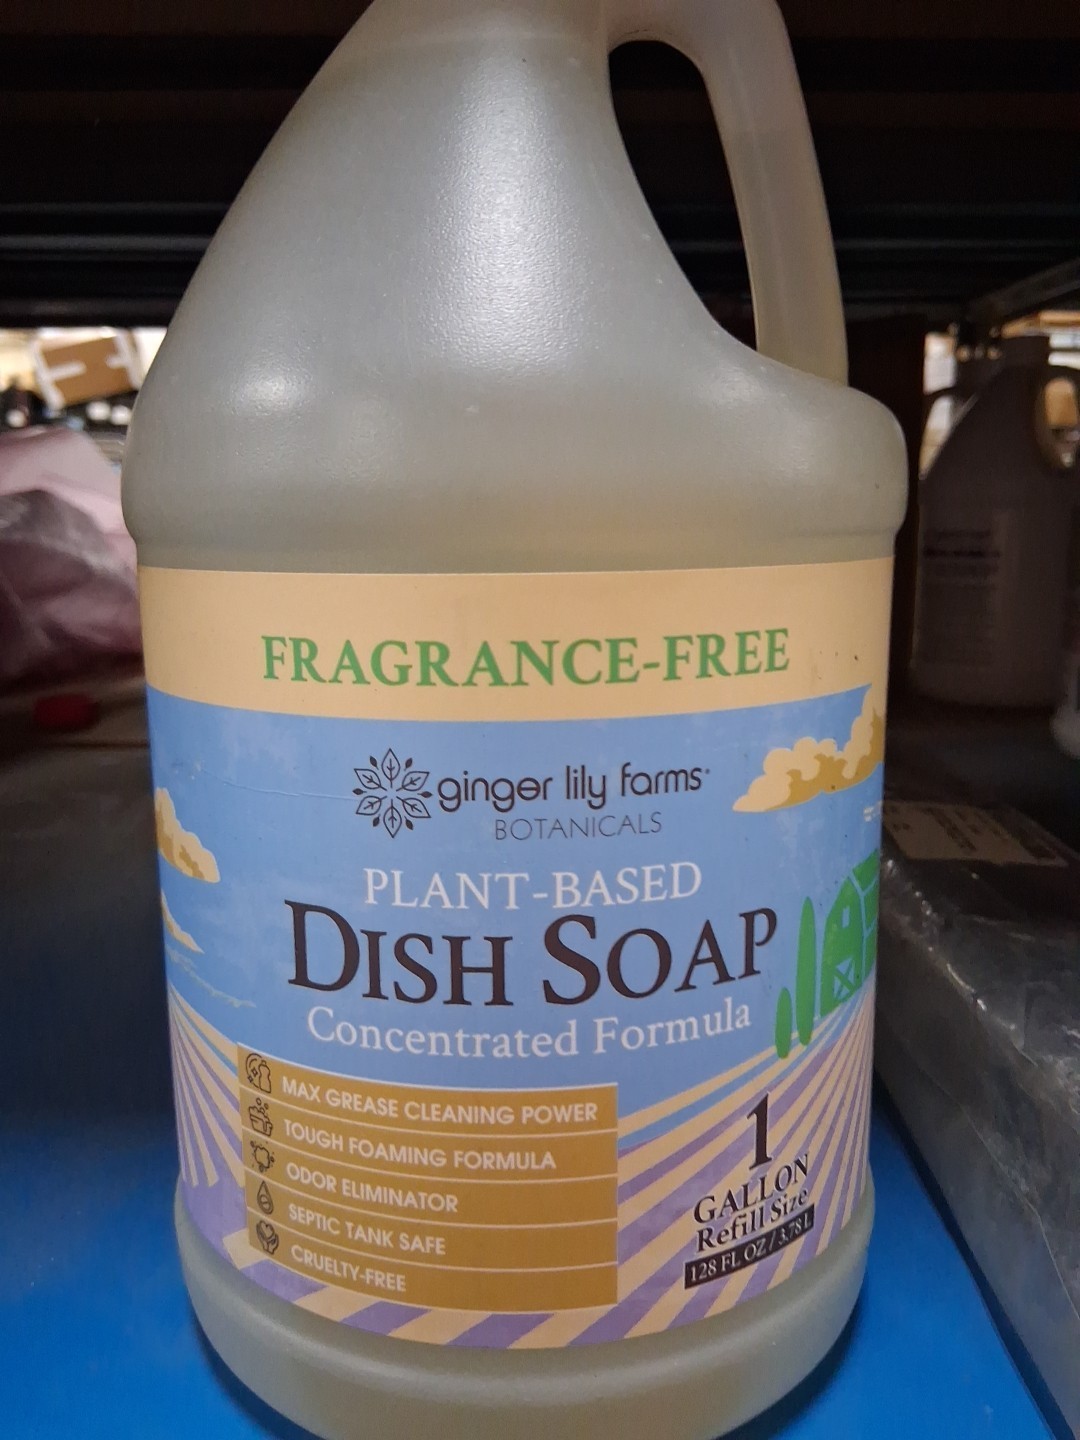 FRAGRANCE-FREE
ginger lily farms
BOTANICALS
PLANT-BASED
DISH SOAP
Concentrated Formula
MAX GREASE CLEANING POWER
TOUGH FOAMING FORMULA
ODOR ELIMINATOR
SEPTIC TANK SAFE
CRUELTY-FREE
1
GALLON
Refill Size
128 FL OZ / 3.78 L